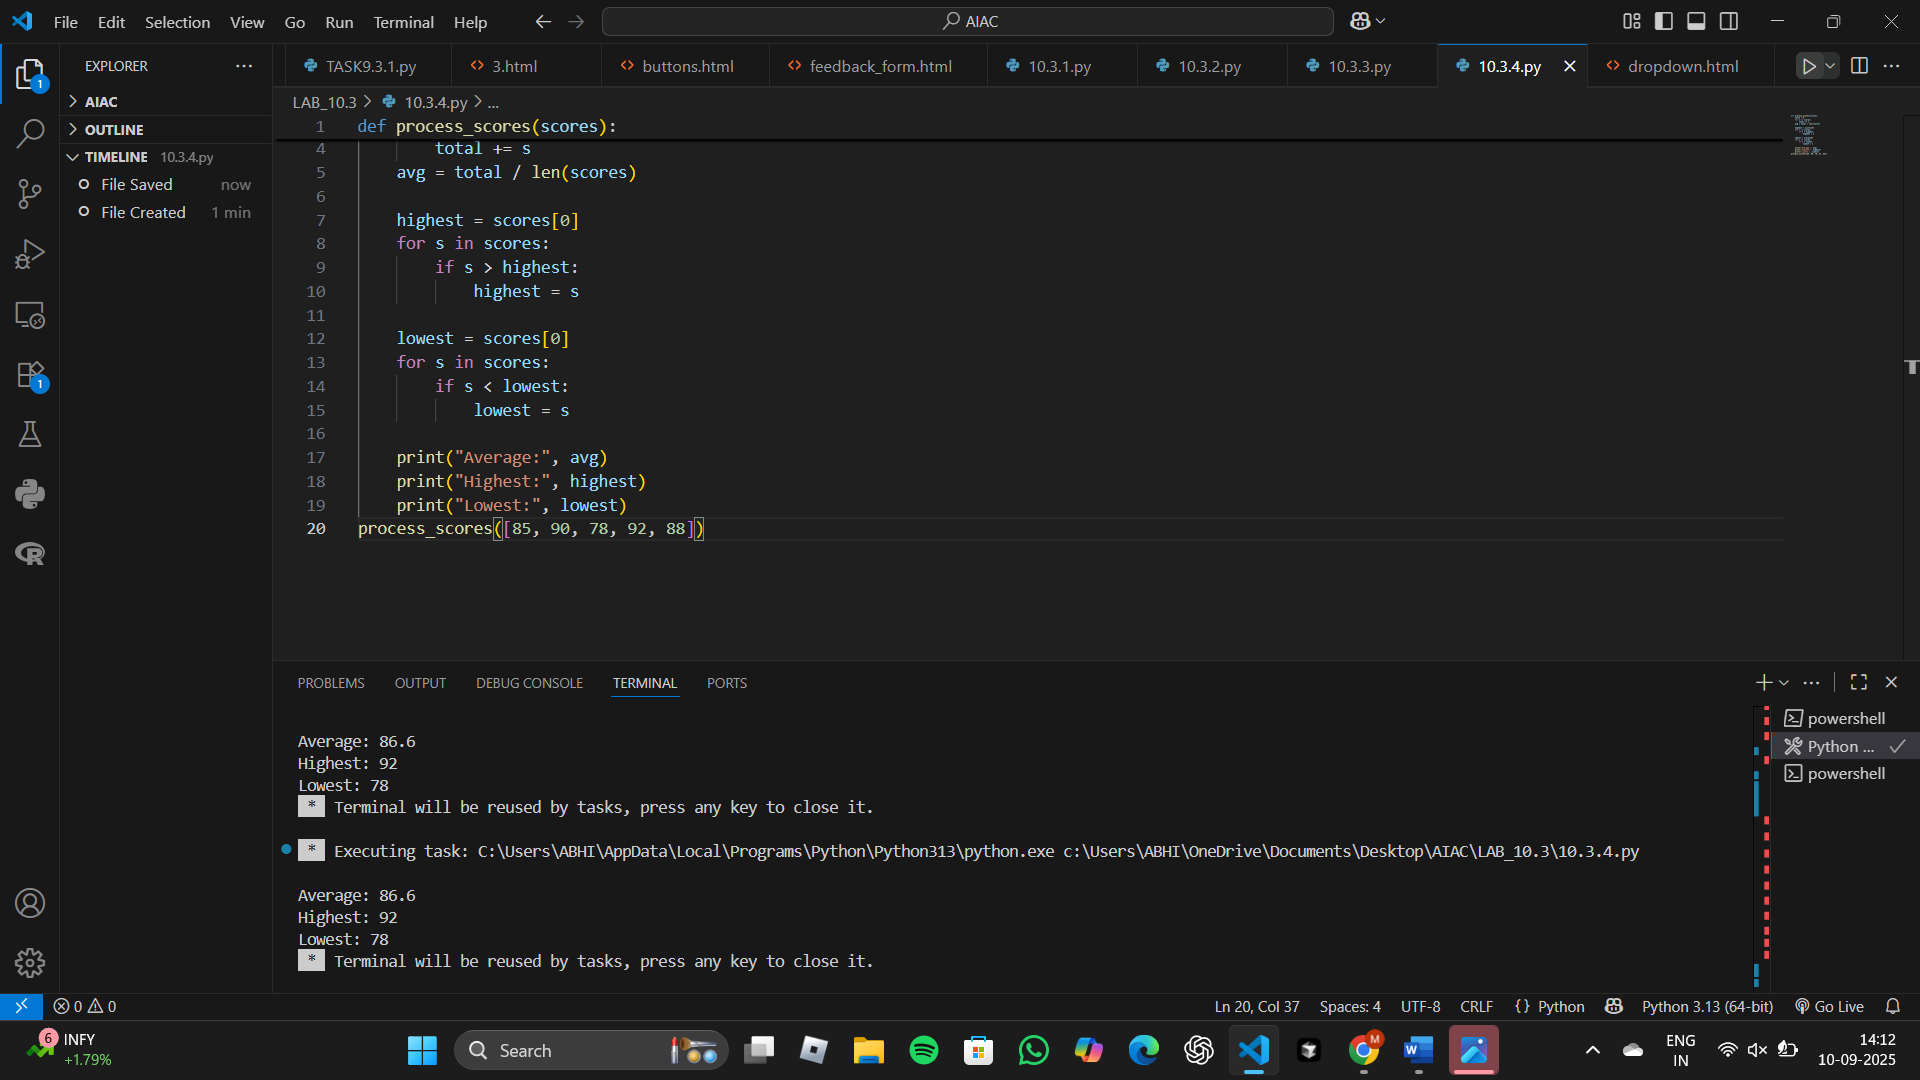 File Edit Selection View Go Run Terminal Help
AIAC
EXPLORER
AIAC
OUTLINE
TIMELINE 10.3.4.py
File Saved now
File Created 1 min
1
1
TASK9.3.1.py 3.html buttons.html feedback_form.html 10.3.1.py 10.3.2.py 10.3.3.py 10.3.4.py dropdown.html
LAB_10.3 > 10.3.4.py > ...
1 def process_scores(scores):
4 total += s
5 avg = total / len(scores)
6
7 highest = scores[0]
8 for s in scores:
9 if s > highest:
10 highest = s
11
12 lowest = scores[0]
13 for s in scores:
14 if s < lowest:
15 lowest = s
16
17 print("Average:", avg)
18 print("Highest:", highest)
19 print("Lowest:", lowest)
20 process_scores([85, 90, 78, 92, 88])
PROBLEMS OUTPUT DEBUG CONSOLE TERMINAL PORTS
Average: 86.6
Highest: 92
Lowest: 78
* Terminal will be reused by tasks, press any key to close it.
* Executing task: C:\Users\ABHI\AppData\Local\Programs\Python\Python313\python.exe c:\Users\ABHI\OneDrive\Documents\Desktop\AIAC\LAB_10.3\10.3.4.py
Average: 86.6
Highest: 92
Lowest: 78
* Terminal will be reused by tasks, press any key to close it.
powershell
Python ...
powershell
0 0
Ln 20, Col 37 Spaces: 4 UTF-8 CRLF {} Python Python 3.13 (64-bit) Go Live
6
INFY
+1.79%
Search
M
W
ENG
IN
14:12
10-09-2025